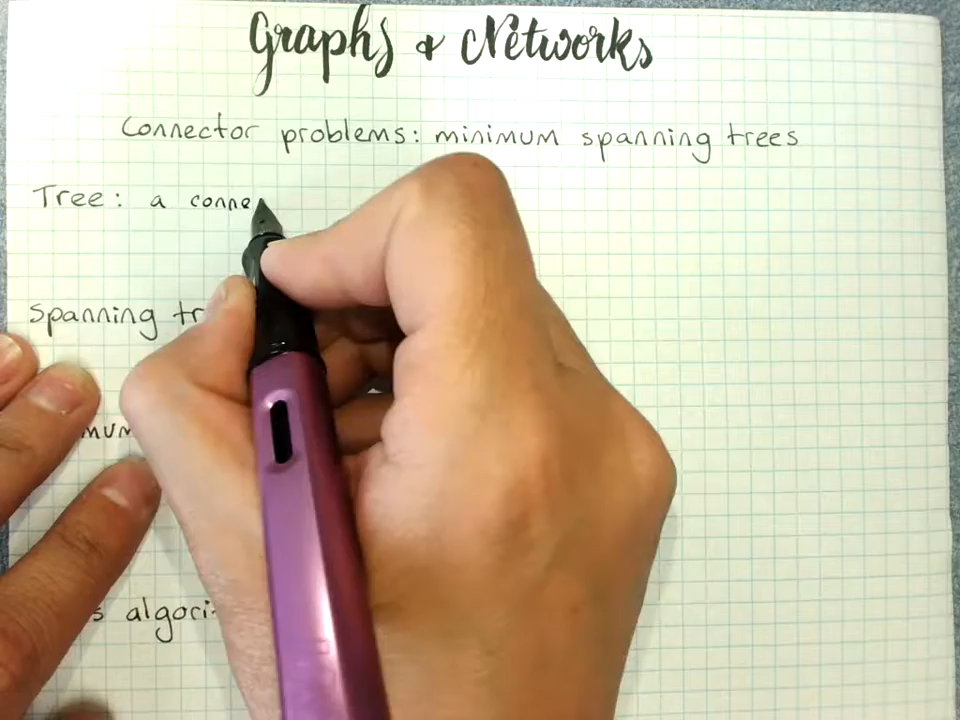 Graphs & Networks
Connector problems: minimum spanning trees
Tree: a conne
spanning tr
mum
s algori